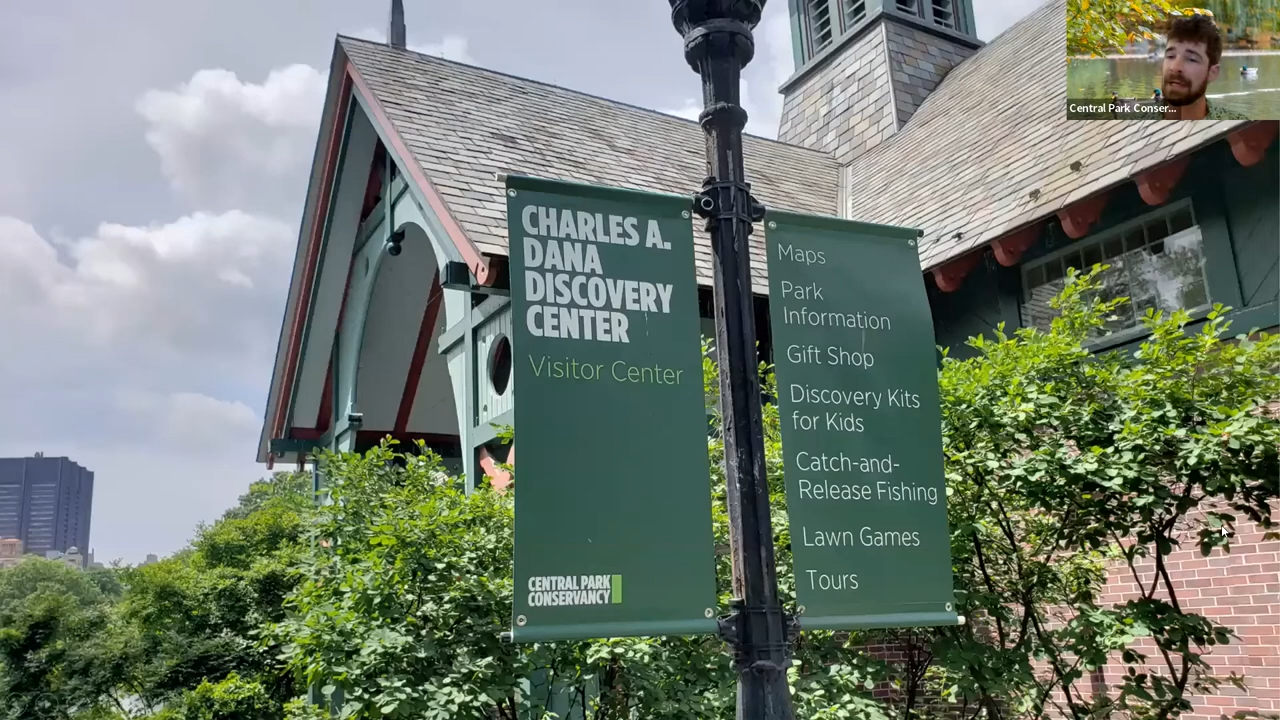 CHARLES A.
DANA
DISCOVERY
CENTER
Visitor Center
CENTRAL PARK
CONSERVANCY
Maps
Park
Information
Gift Shop
Discovery Kits
for Kids
Catch-and-
Release Fishing
Lawn Games
Tours
Central Park Conser...